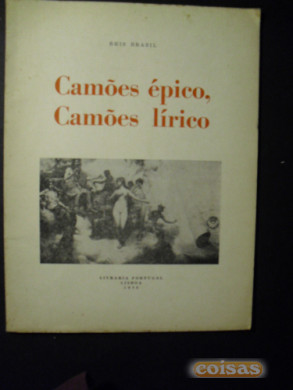 REIS BRASIL
Camões épico,
Camões lírico
LIVRARIA PORTUGAL
LISBOA
coisas